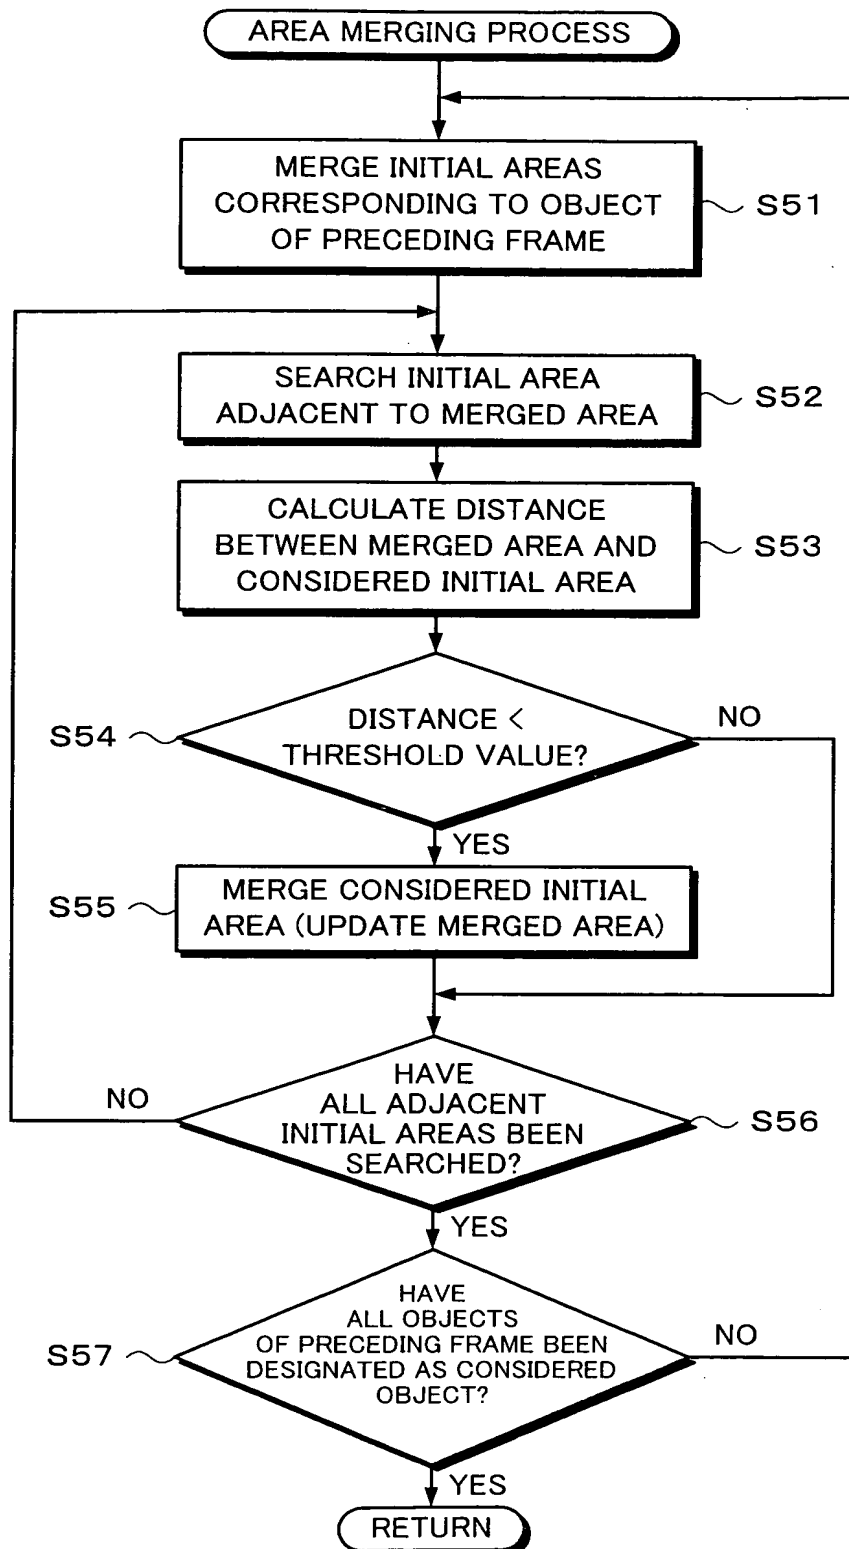 AREA MERGING PROCESS
MERGE INITIAL AREAS
CORRESPONDING TO OBJECT
OF PRECEDING FRAME
S51
SEARCH INITIAL AREA
ADJACENT TO MERGED AREA
S52
CALCULATE DISTANCE
BETWEEN MERGED AREA AND
CONSIDERED INITIAL AREA
S53
S54
DISTANCE <
THRESHOLD VALUE?
NO
YES
S55
MERGE CONSIDERED INITIAL
AREA (UPDATE MERGED AREA)
NO
HAVE
ALL ADJACENT
INITIAL AREAS BEEN
SEARCHED?
S56
YES
S57
HAVE
ALL OBJECTS
OF PRECEDING FRAME BEEN
DESIGNATED AS CONSIDERED
OBJECT?
NO
YES
RETURN